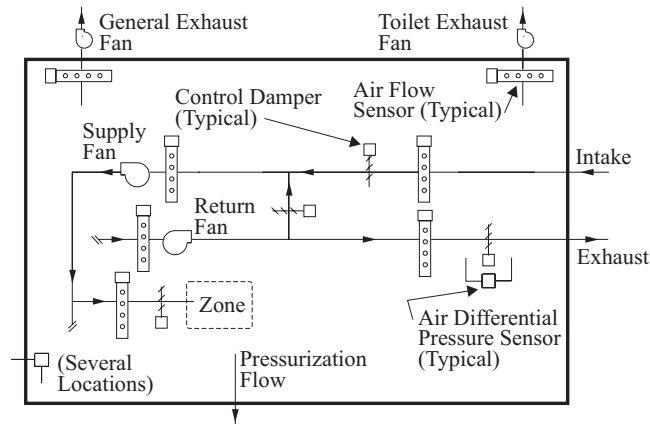 General Exhaust
Fan
Toilet Exhaust
Fan
Control Damper
(Typical)
Air Flow
Sensor (Typical)
Supply
Fan
Intake
Return
Fan
Exhaust
Zone
Air Differential
Pressure Sensor
(Typical)
(Several
Locations)
Pressurization
Flow